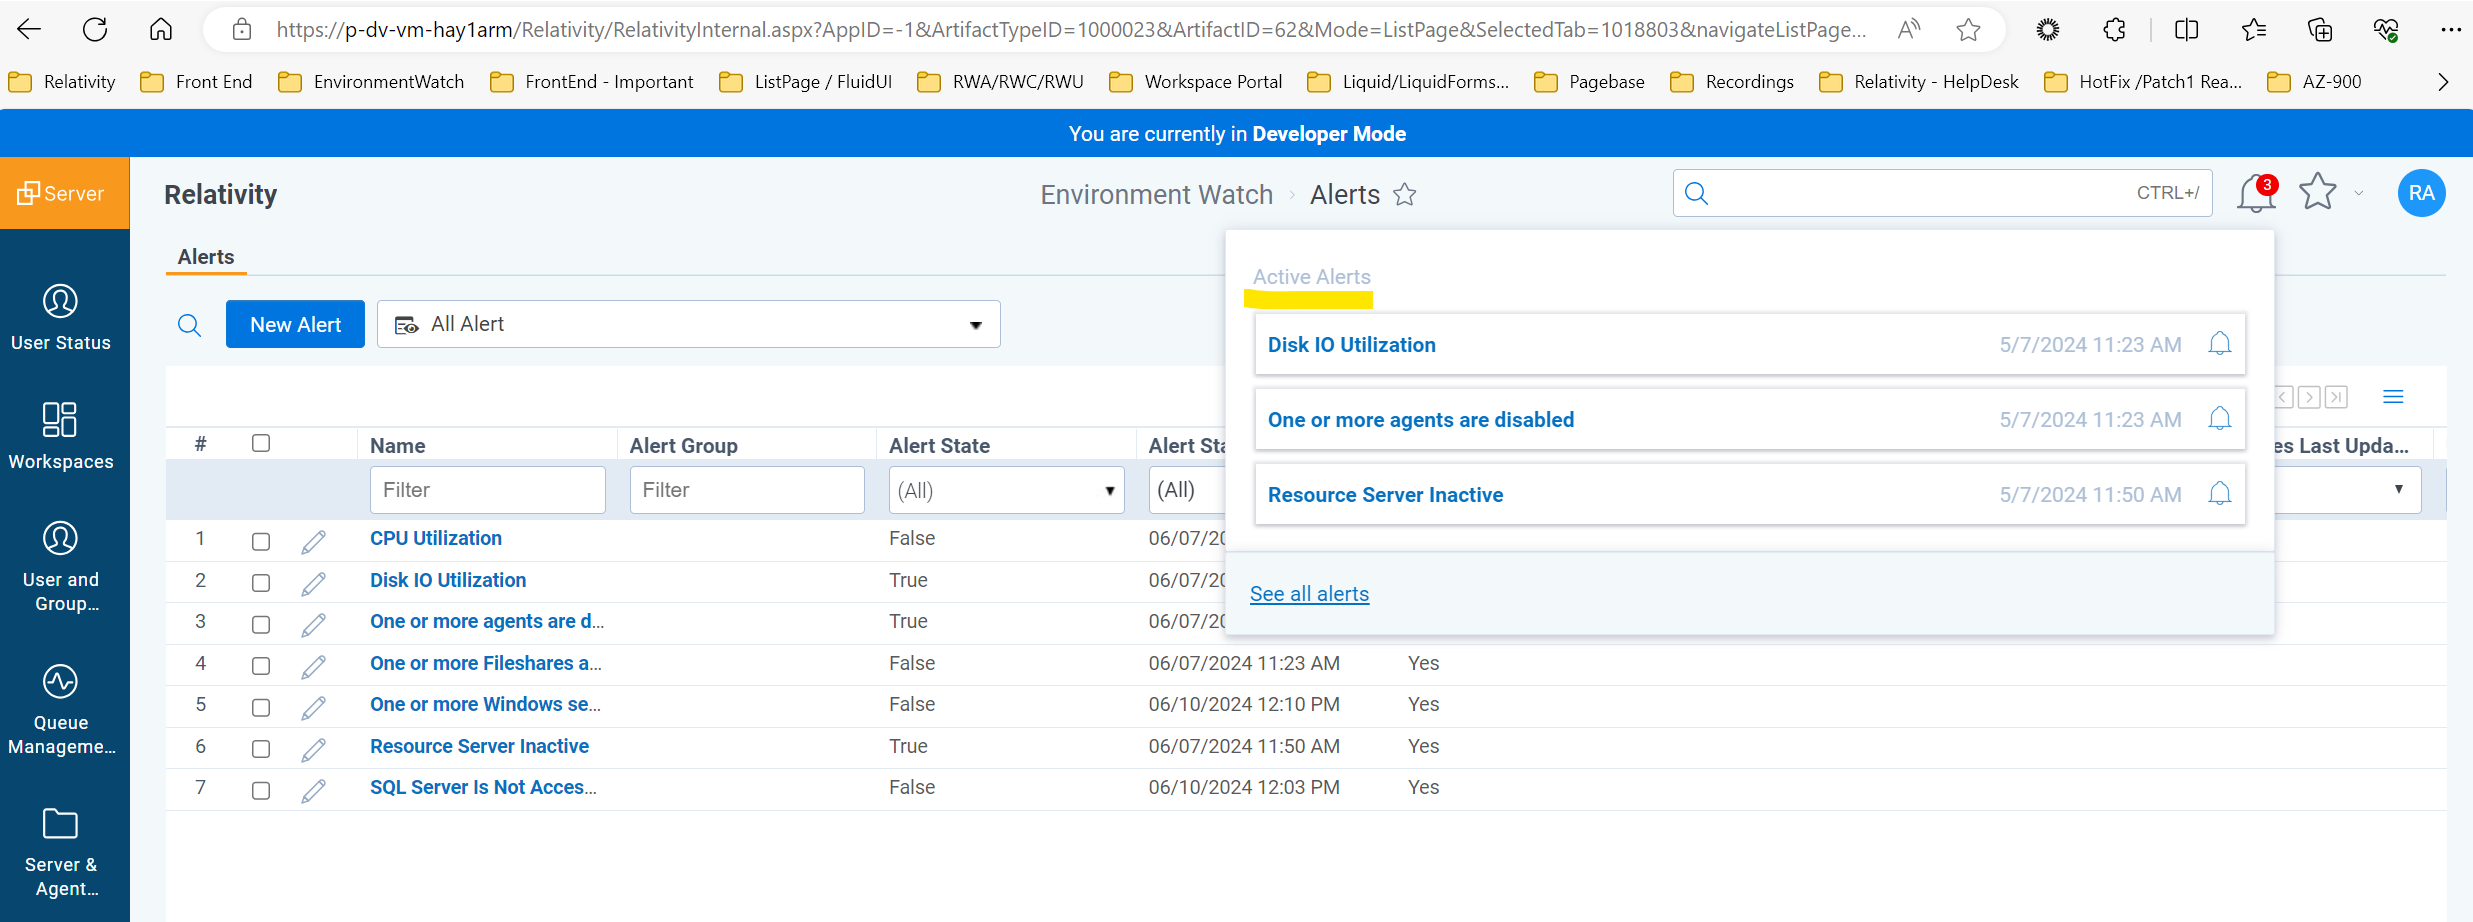 https://p-dv-vm-hay1arm/Relativity/RelativityInternal.aspx?AppID=-1&ArtifactTypeID=1000023&ArtifactID=62&Mode=ListPage&SelectedTab=1018803&navigateListPage...
Relativity Front End EnvironmentWatch FrontEnd - Important ListPage / FluidUI RWA/RWC/RWU Workspace Portal Liquid/LiquidForms... Pagebase Recordings Relativity - HelpDesk HotFix /Patch1 Rea... AZ-900
You are currently in Developer Mode
Server
Relativity
Environment Watch > Alerts
CTRL+/
3
RA
User Status
Workspaces
User and
Group...
Queue
Manageme...
Server &
Agent...
Alerts
New Alert
All Alert
Active Alerts
Disk IO Utilization 5/7/2024 11:23 AM
One or more agents are disabled 5/7/2024 11:23 AM
Resource Server Inactive 5/7/2024 11:50 AM
See all alerts
# Name Alert Group Alert State Alert Sta es Last Upda...
Filter Filter (All) (All)
1 CPU Utilization False 06/07/20
2 Disk IO Utilization True 06/07/20
3 One or more agents are d... True 06/07/20
4 One or more Fileshares a... False 06/07/2024 11:23 AM Yes
5 One or more Windows se... False 06/10/2024 12:10 PM Yes
6 Resource Server Inactive True 06/07/2024 11:50 AM Yes
7 SQL Server Is Not Acces... False 06/10/2024 12:03 PM Yes